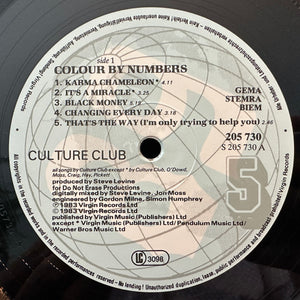 side 1
COLOUR BY NUMBERS
1. KARMA CHAMELEON* 4.11
2. IT'S A MIRACLE* 3.25
3. BLACK MONEY 5.19
4. CHANGING EVERY DAY 3.18
5. THAT'S THE WAY (I'm only trying to help you) 2.46
GEMA
STEMRA
BIEM
205 730
S 205 730 A
CULTURE CLUB
all songs by Culture Club except * by Culture Club, O'Dowd,
Moss, Craig, Hay, Pickett
Produced by Steve Levine
for Do Not Erase Productions
digitally mixed by Steve Levine, Jon Moss
engineered by Gordon Milne, Simon Humphrey
℗ 1983 Virgin Records Ltd
© 1983 Virgin Records Ltd
published by Virgin Music (Publishers) Ltd
except * Virgin Music (Publishers) Ltd / Pendulum Music Ltd /
Warner Bros Music Ltd
5
LC 3098